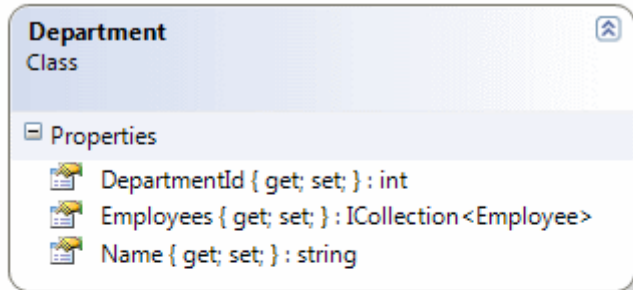 Department
Class
Properties
DepartmentId { get; set; } : int
Employees { get; set; } : ICollection<Employee>
Name { get; set; } : string